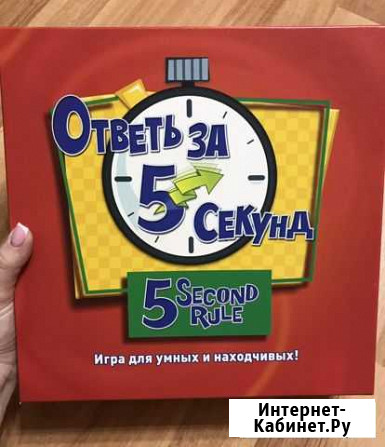 Ответь за
5 секунд
5 Second
Rule
Игра для умных и находчивых!
Интернет-
Кабинет.Ру